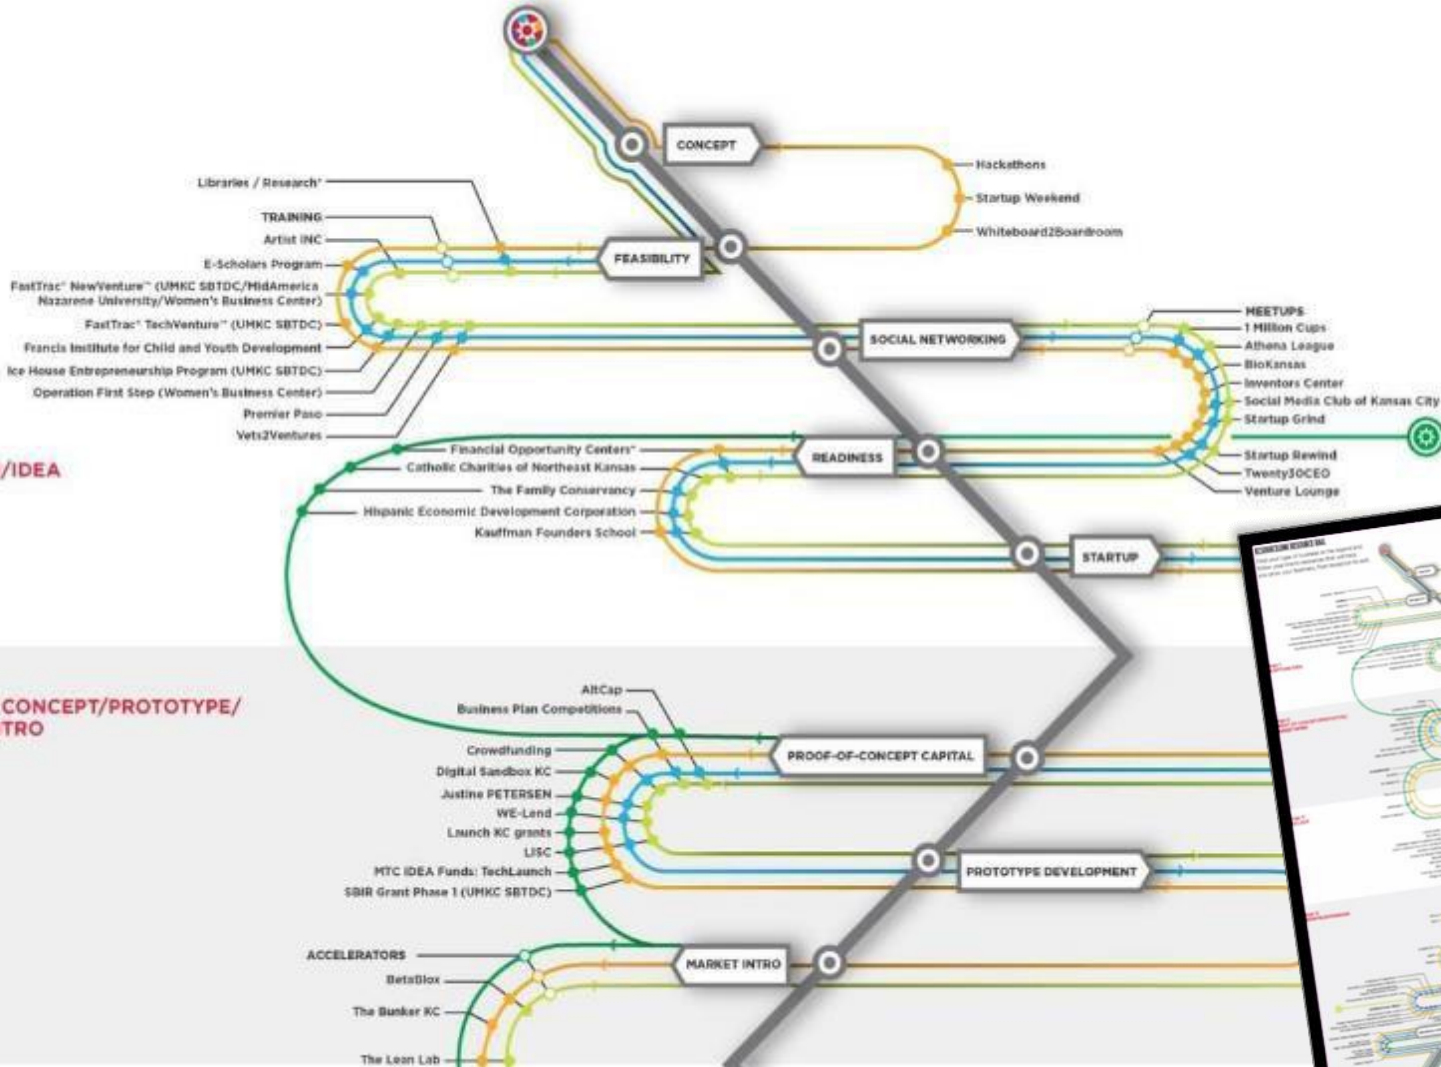 CONCEPT
Hackathons
Startup Weekend
Whiteboard2Boardroom
Libraries / Research*
TRAINING
Artist INC
E-Scholars Program
FastTrac® NewVenture™ (UMKC SBTDC/MidAmerica
Nazarene University/Women's Business Center)
FastTrac® TechVenture™ (UMKC SBTDC)
Francis Institute for Child and Youth Development
Ice House Entrepreneurship Program (UMKC SBTDC)
Operation First Step (Women's Business Center)
Premier Paso
Vets2Ventures
FEASIBILITY
SOCIAL NETWORKING
MEETUPS
1 Million Cups
Athena League
BioKansas
Inventors Center
Social Media Club of Kansas City
Startup Grind
Startup Rewind
Twenty30CEO
Venture Lounge
/IDEA
Financial Opportunity Centers*
Catholic Charities of Northeast Kansas
The Family Conservancy
Hispanic Economic Development Corporation
Kauffman Founders School
READINESS
STARTUP
CONCEPT/PROTOTYPE/
TRO
AltCap
Business Plan Competitions
Crowdfunding
Digital Sandbox KC
Justine PETERSEN
WE-Lend
Launch KC grants
LISC
MTC IDEA Funds: TechLaunch
SBIR Grant Phase 1 (UMKC SBTDC)
PROOF-OF-CONCEPT CAPITAL
PROTOTYPE DEVELOPMENT
MARKET INTRO
ACCELERATORS
BetaBlox
The Bunker KC
The Lean Lab